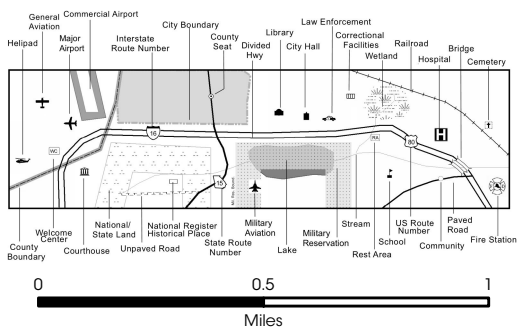 General
Aviation
Commercial Airport
Helipad
Major
Airport
Interstate
Route Number
City Boundary
County
Seat
Divided
Hwy
Library
City Hall
Law Enforcement
Correctional
Facilities
Wetland
Railroad
Hospital
Bridge
Cemetery
16
WC
15
80
RA
H
County
Boundary
Welcome
Center
Courthouse
National/
State Land
Unpaved Road
National Register
Historical Place
State Route
Number
Military
Aviation
Lake
Military
Reservation
Stream
Rest Area
School
US Route
Number
Community
Paved
Road
Fire Station
0
0.5
1
Miles